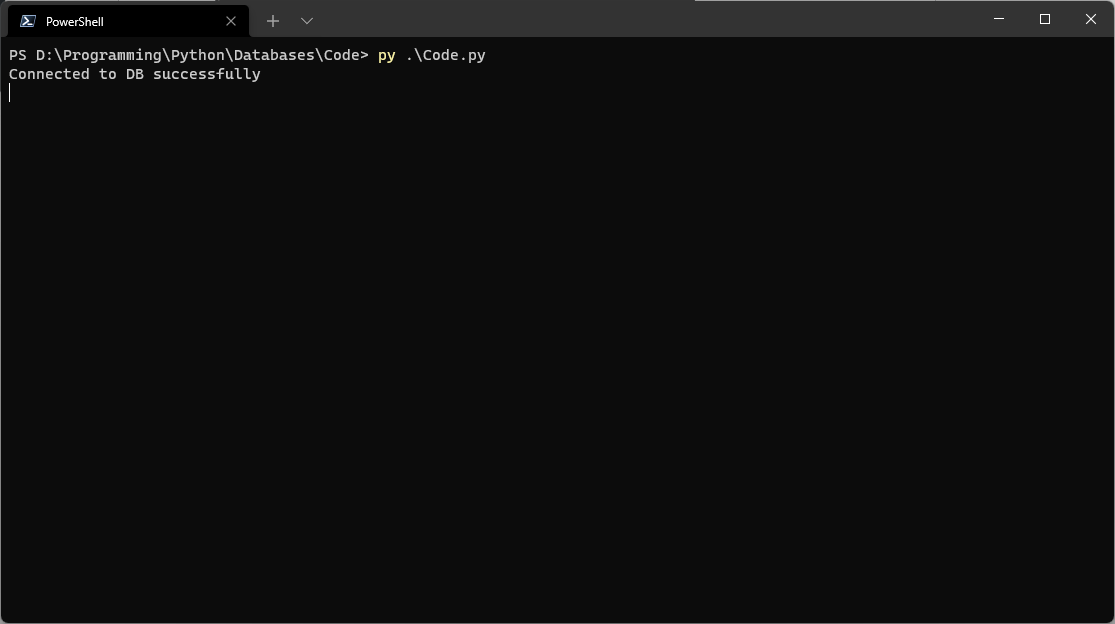 PowerShell
PS D:\Programming\Python\Databases\Code> py .\Code.py
Connected to DB successfully